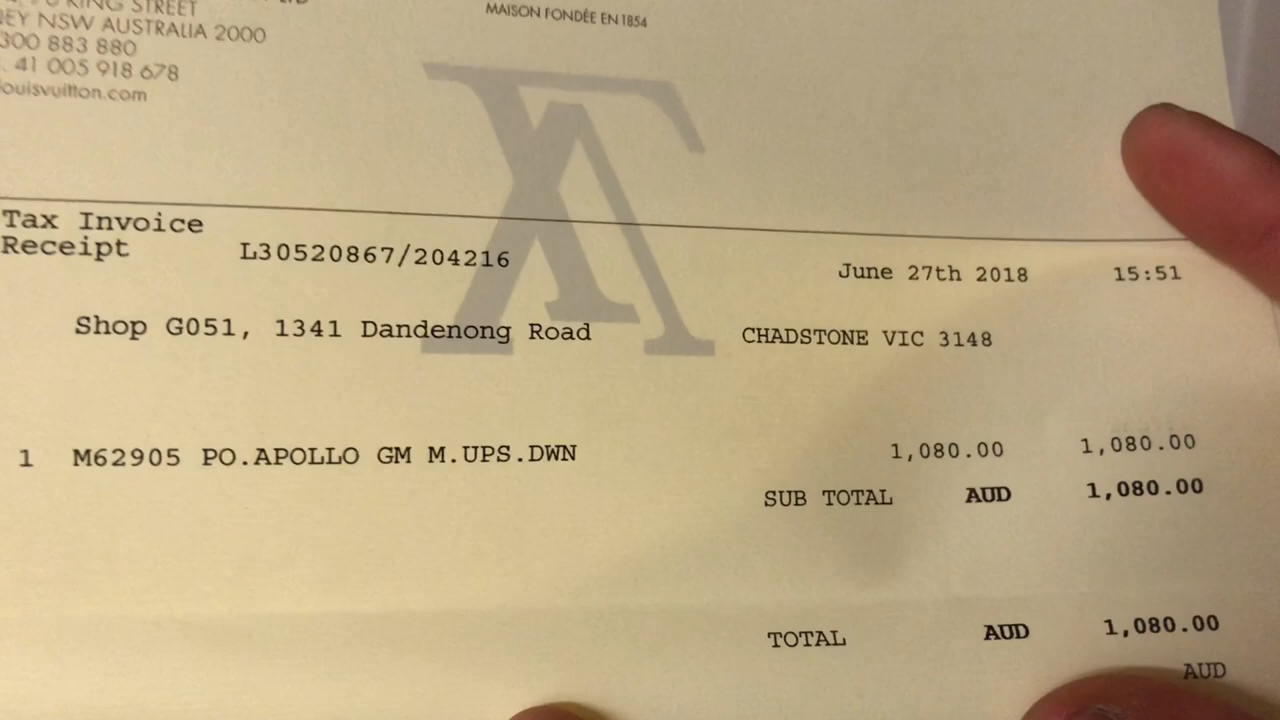 KING STREET
NSW AUSTRALIA 2000
300 883 880
41 005 918 678
louisvuitton.com
MAISON FONDÉE EN 1854
Tax Invoice
Receipt L30520867/204216 June 27th 2018 15:51
Shop G051, 1341 Dandenong Road CHADSTONE VIC 3148
1 M62905 PO.APOLLO GM M.UPS.DWN 1,080.00 1,080.00
SUB TOTAL AUD 1,080.00
TOTAL AUD 1,080.00
AUD